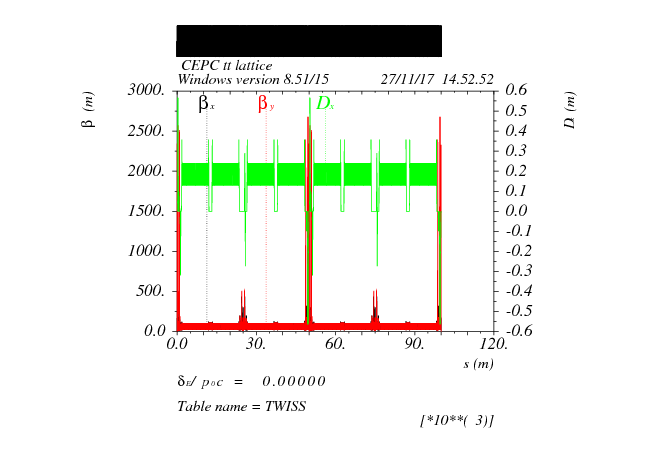 CEPC tt lattice
Windows version 8.51/15 27/11/17 14.52.52
3000. 0.6
β x β y D x
β (m) D (m)
0.5
2500. 0.4
0.3
2000. 0.2
0.1
1500. 0.0
-0.1
1000. -0.2
-0.3
500. -0.4
-0.5
0.0 -0.6
0.0 30. 60. 90. 120.
s (m)
δE/ p0c = 0.00000
Table name = TWISS
[*10**( 3)]